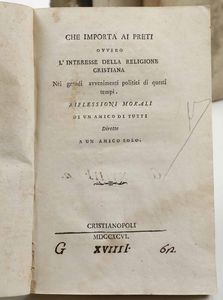 CHE IMPORTA AI PRETI
OVVERO
L'INTERESSE DELLA RELIGIONE
CRISTIANA
Nei grandi avvenimenti politici di questi
tempi.
RIFLESSIONI MORALI
DI UN AMICO DI TUTTI
Dirette
A UN AMICO SOLO.
CRISTIANOPOLI
MDCCXCVI.
G XVIIII. 62